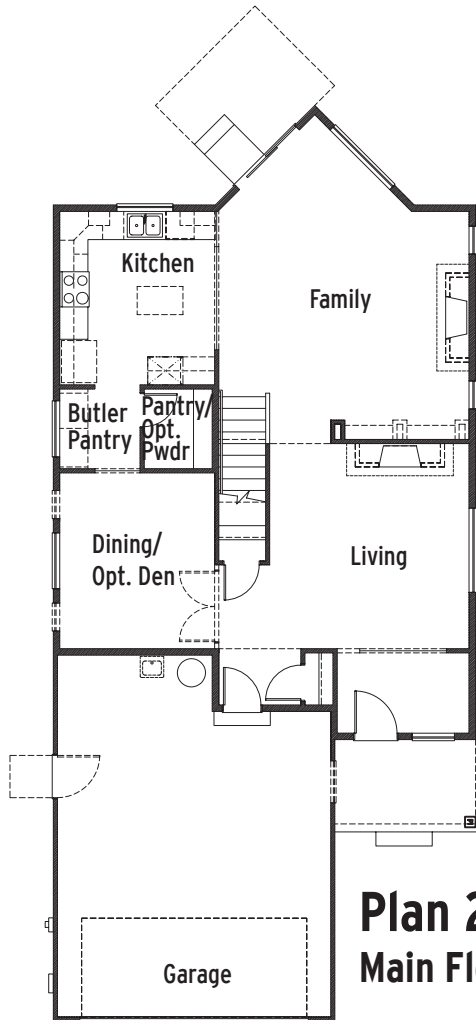 Kitchen
Family
Butler
Pantry
Pantry/
Opt.
Pwdr
Dining/
Opt. Den
Living
Plan 2
Main Fl
Garage